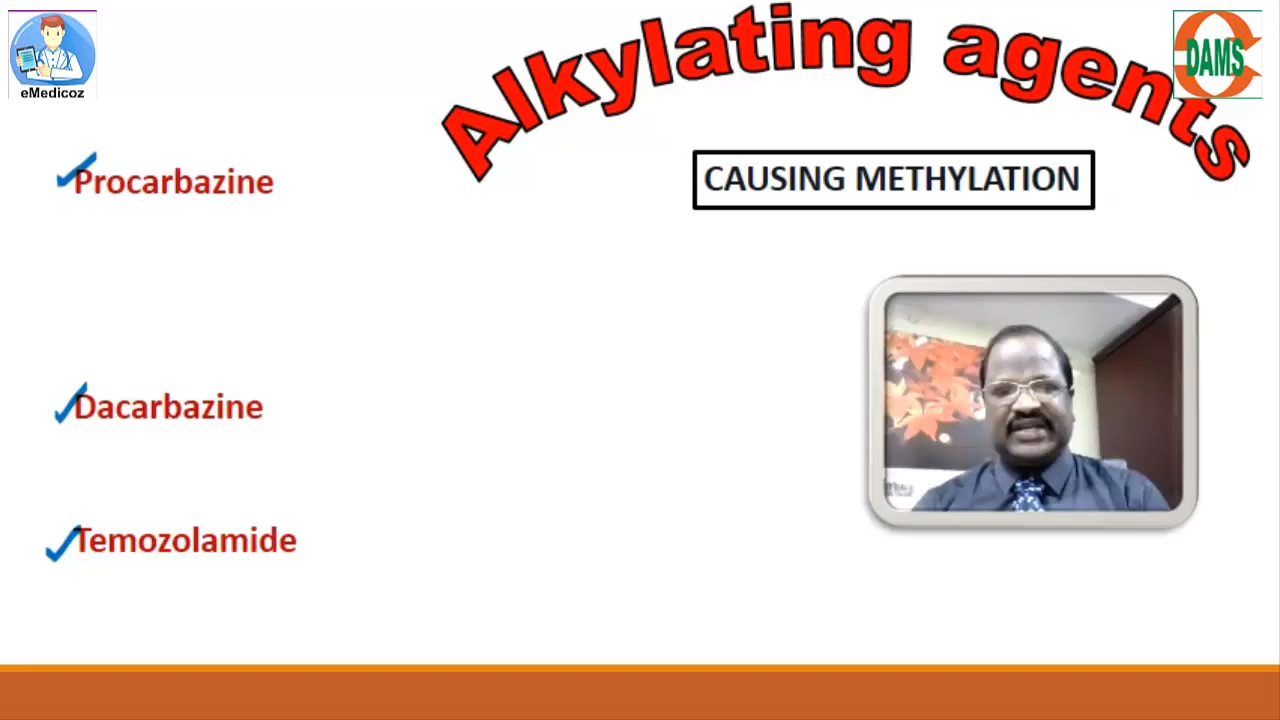 eMedicoz
Alkylating agents
DAMS
Procarbazine
CAUSING METHYLATION
Dacarbazine
Temozolamide